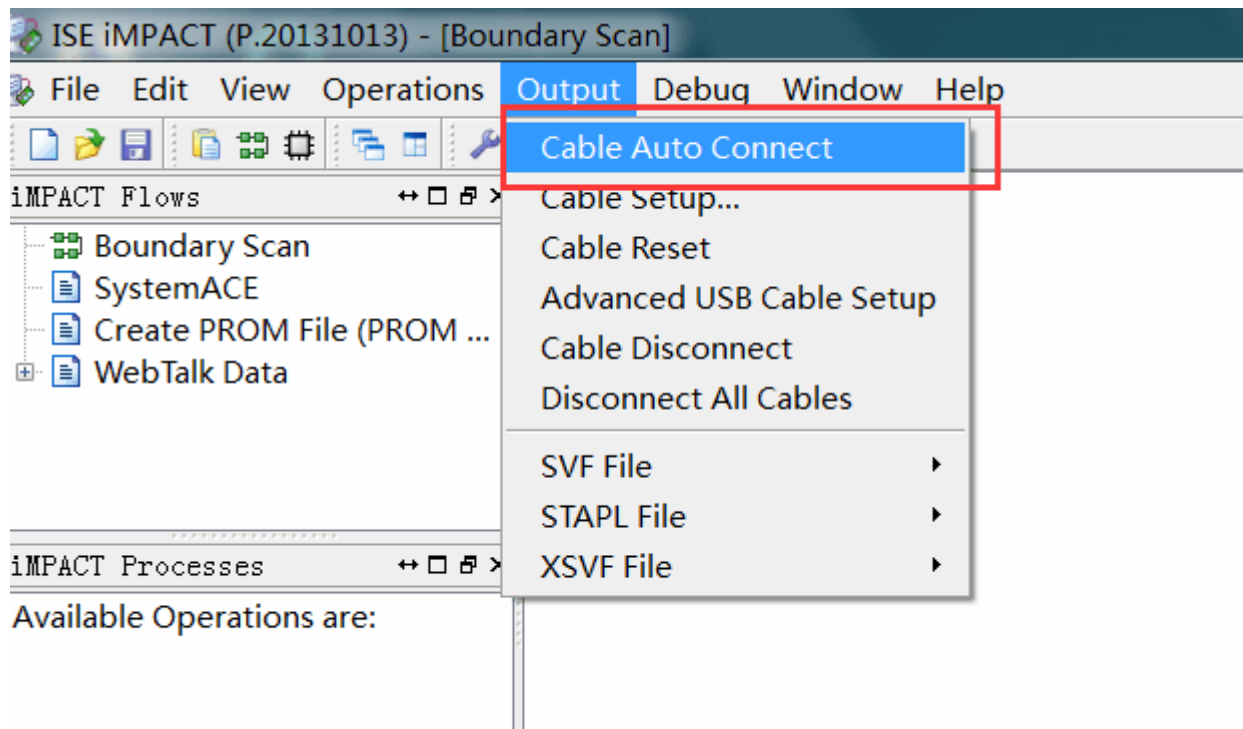 ISE iMPACT (P.20131013) - [Boundary Scan]
File Edit View Operations Output Debug Window Help
Cable Auto Connect
Cable Setup...
Cable Reset
Advanced USB Cable Setup
Cable Disconnect
Disconnect All Cables
SVF File
STAPL File
XSVF File
iMPACT Flows
Boundary Scan
SystemACE
Create PROM File (PROM ...
WebTalk Data
iMPACT Processes
Available Operations are: